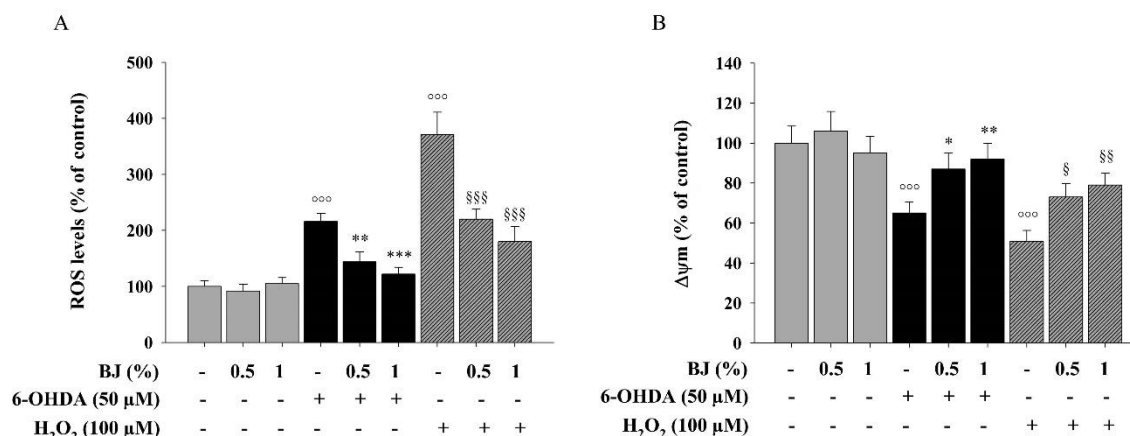 A
ROS levels (% of control)
500
400
300
200
100
0
°°°
**
***
°°°
§§§
§§§
BJ (%) - 0.5 1 - 0.5 1 - 0.5 1
6-OHDA (50 µM) - - - + + + - - -
H₂O₂ (100 µM) - - - - - - + + +
B
Δψm (% of control)
140
120
100
80
60
40
20
0
°°°
*
**
°°°
§
§§
BJ (%) - 0.5 1 - 0.5 1 - 0.5 1
6-OHDA (50 µM) - - - + + + - - -
H₂O₂ (100 µM) - - - - - - + + +